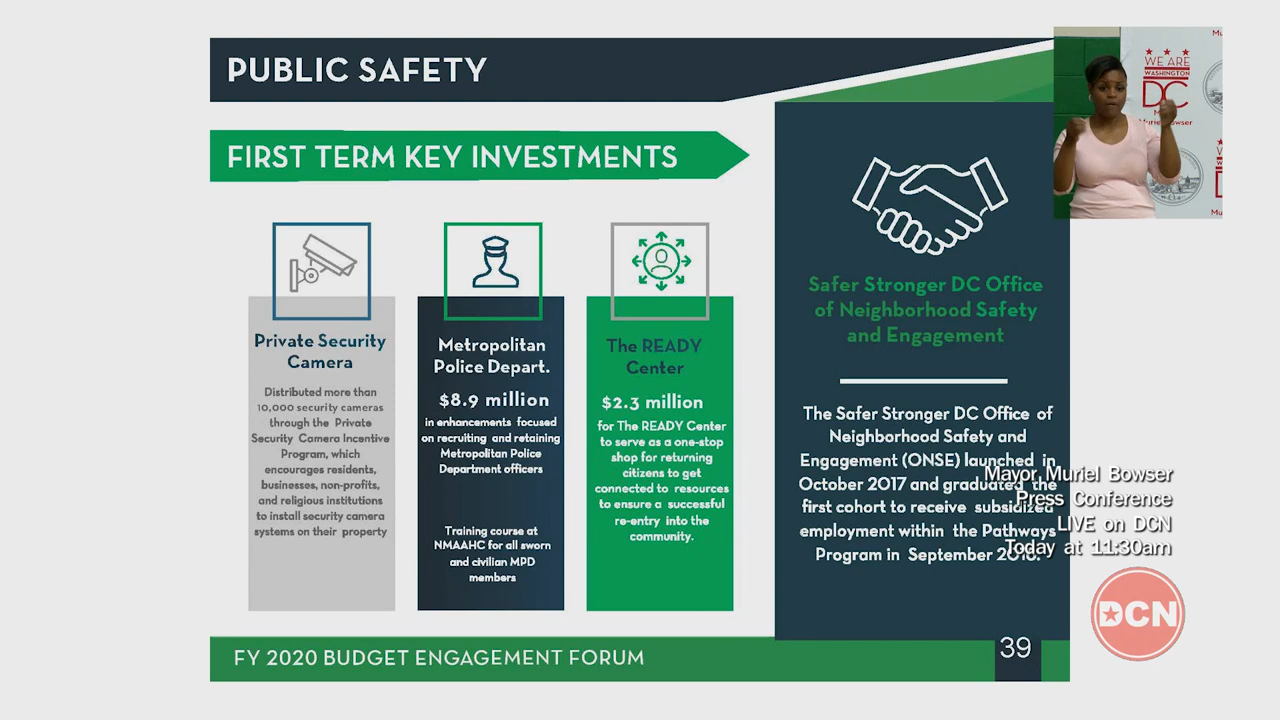 PUBLIC SAFETY
FIRST TERM KEY INVESTMENTS
Private Security
Camera
Distributed more than
10,000 security cameras
through the Private
Security Camera Incentive
Program, which
encourages residents,
businesses, non-profits,
and religious institutions
to install security camera
systems on their property
Metropolitan
Police Depart.
$8.9 million
in enhancements focused
on recruiting and retaining
Metropolitan Police
Department officers
Training course at
NMAAHC for all sworn
and civilian MPD
members
The READY
Center
$2.3 million
for The READY Center
to serve as a one-stop
shop for returning
citizens to get
connected to resources
to ensure a successful
re-entry into the
community.
Safer Stronger DC Office
of Neighborhood Safety
and Engagement
The Safer Stronger DC Office of
Neighborhood Safety and
Engagement (ONSE) launched in
October 2017 and graduated the
first cohort to receive subsidized
employment within the Pathways
Program in September
WE ARE
WASHINGTON
DC
Muriel Bowser
Mayor Muriel Bowser
Press Conference
LIVE on DCN
Today at 11:30am
DCN
FY 2020 BUDGET ENGAGEMENT FORUM
39